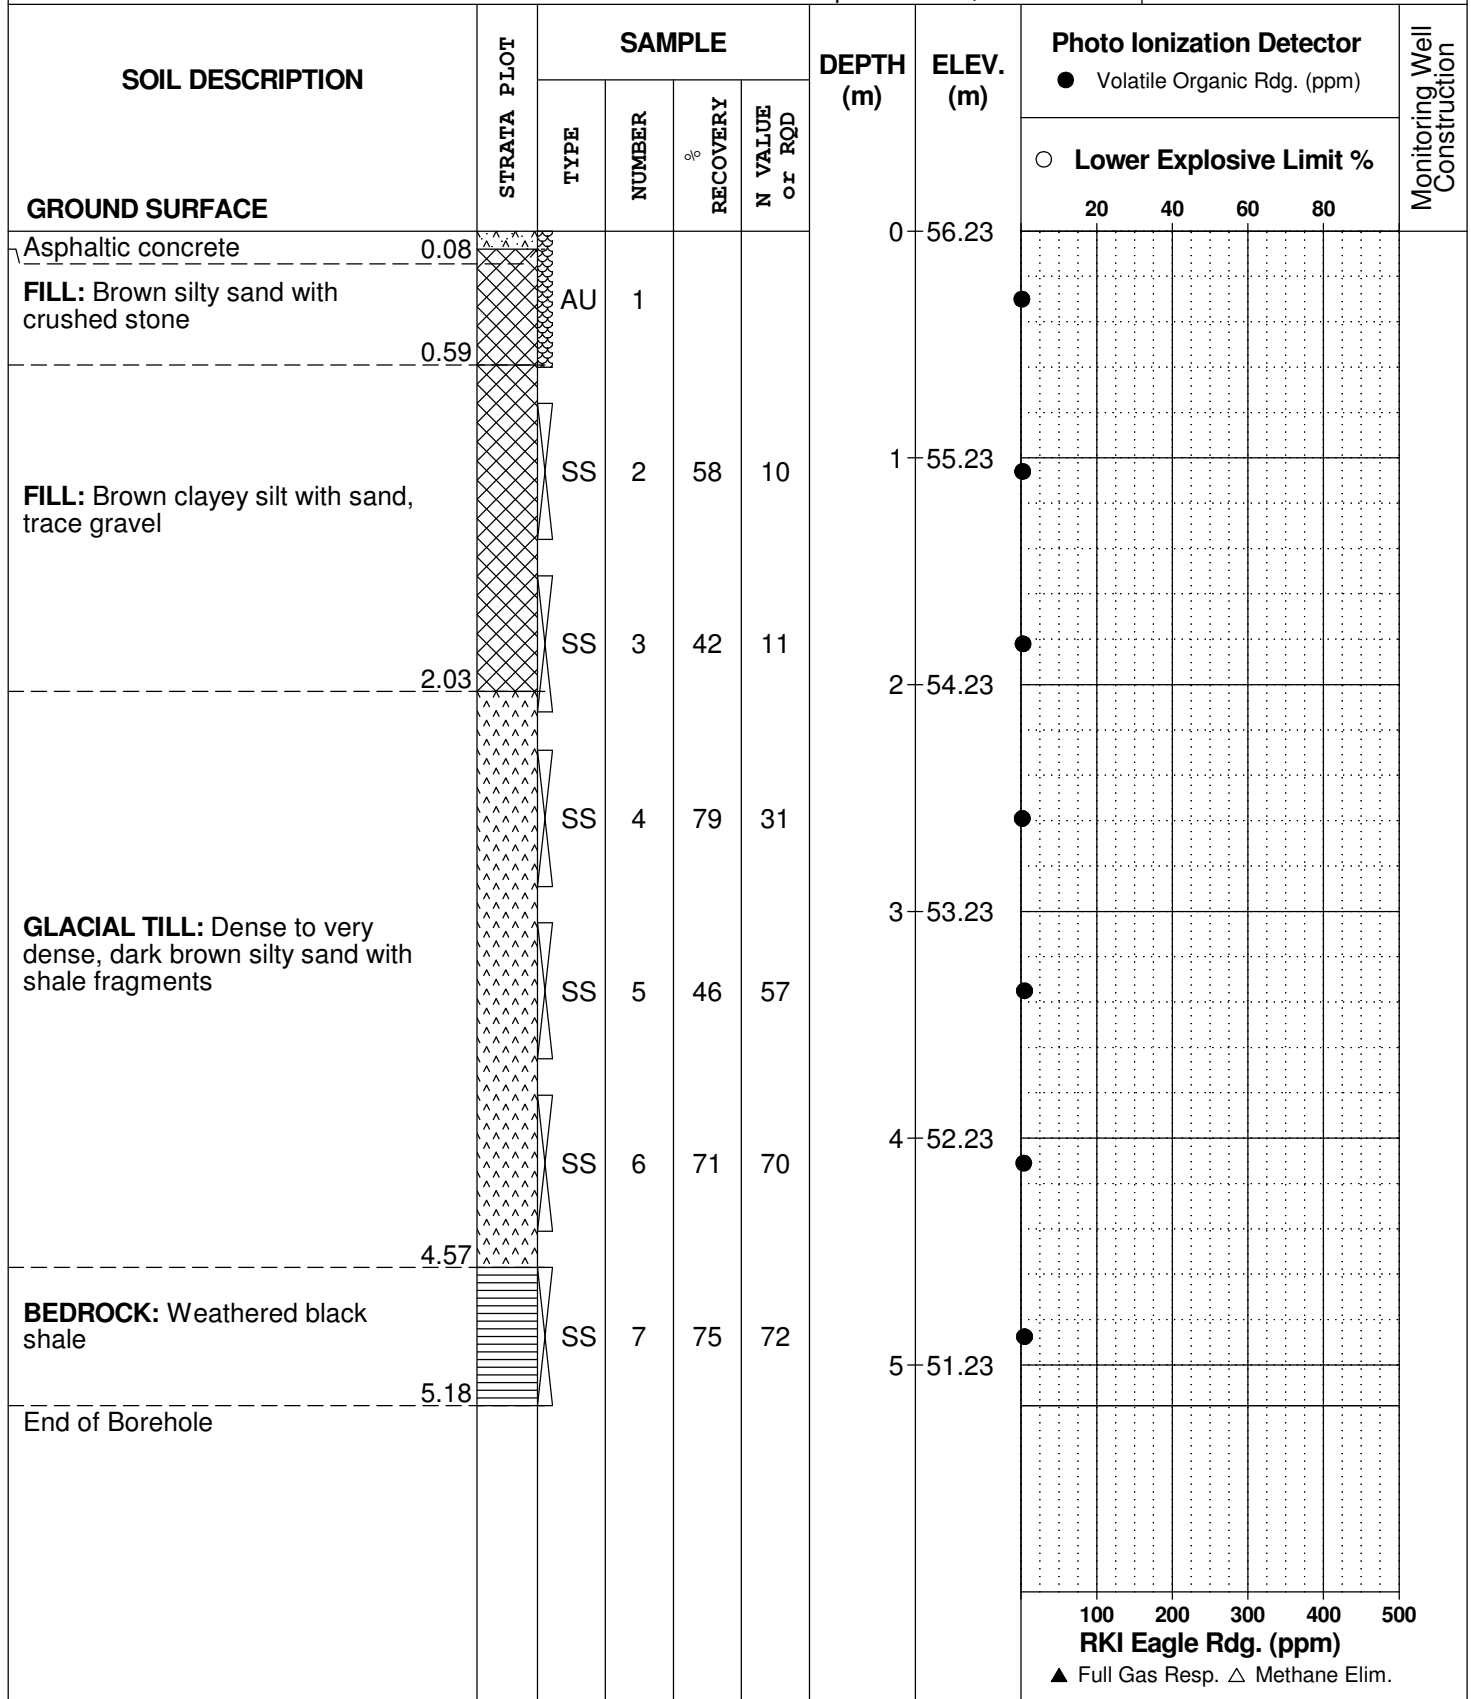 SOIL DESCRIPTION
GROUND SURFACE
STRATA PLOT
SAMPLE
TYPE
NUMBER
%
RECOVERY
N VALUE
or RQD
DEPTH
(m)
ELEV.
(m)
Photo Ionization Detector
● Volatile Organic Rdg. (ppm)
○ Lower Explosive Limit %
20 40 60 80
Monitoring Well
Construction
0 56.23
Asphaltic concrete 0.08
FILL: Brown silty sand with
crushed stone
0.59
AU 1
FILL: Brown clayey silt with sand,
trace gravel
2.03
SS 2 58 10
1 55.23
SS 3 42 11
2 54.23
GLACIAL TILL: Dense to very
dense, dark brown silty sand with
shale fragments
4.57
SS 4 79 31
3 53.23
SS 5 46 57
4 52.23
SS 6 71 70
BEDROCK: Weathered black
shale
5.18
SS 7 75 72
5 51.23
End of Borehole
100 200 300 400 500
RKI Eagle Rdg. (ppm)
▲ Full Gas Resp. △ Methane Elim.